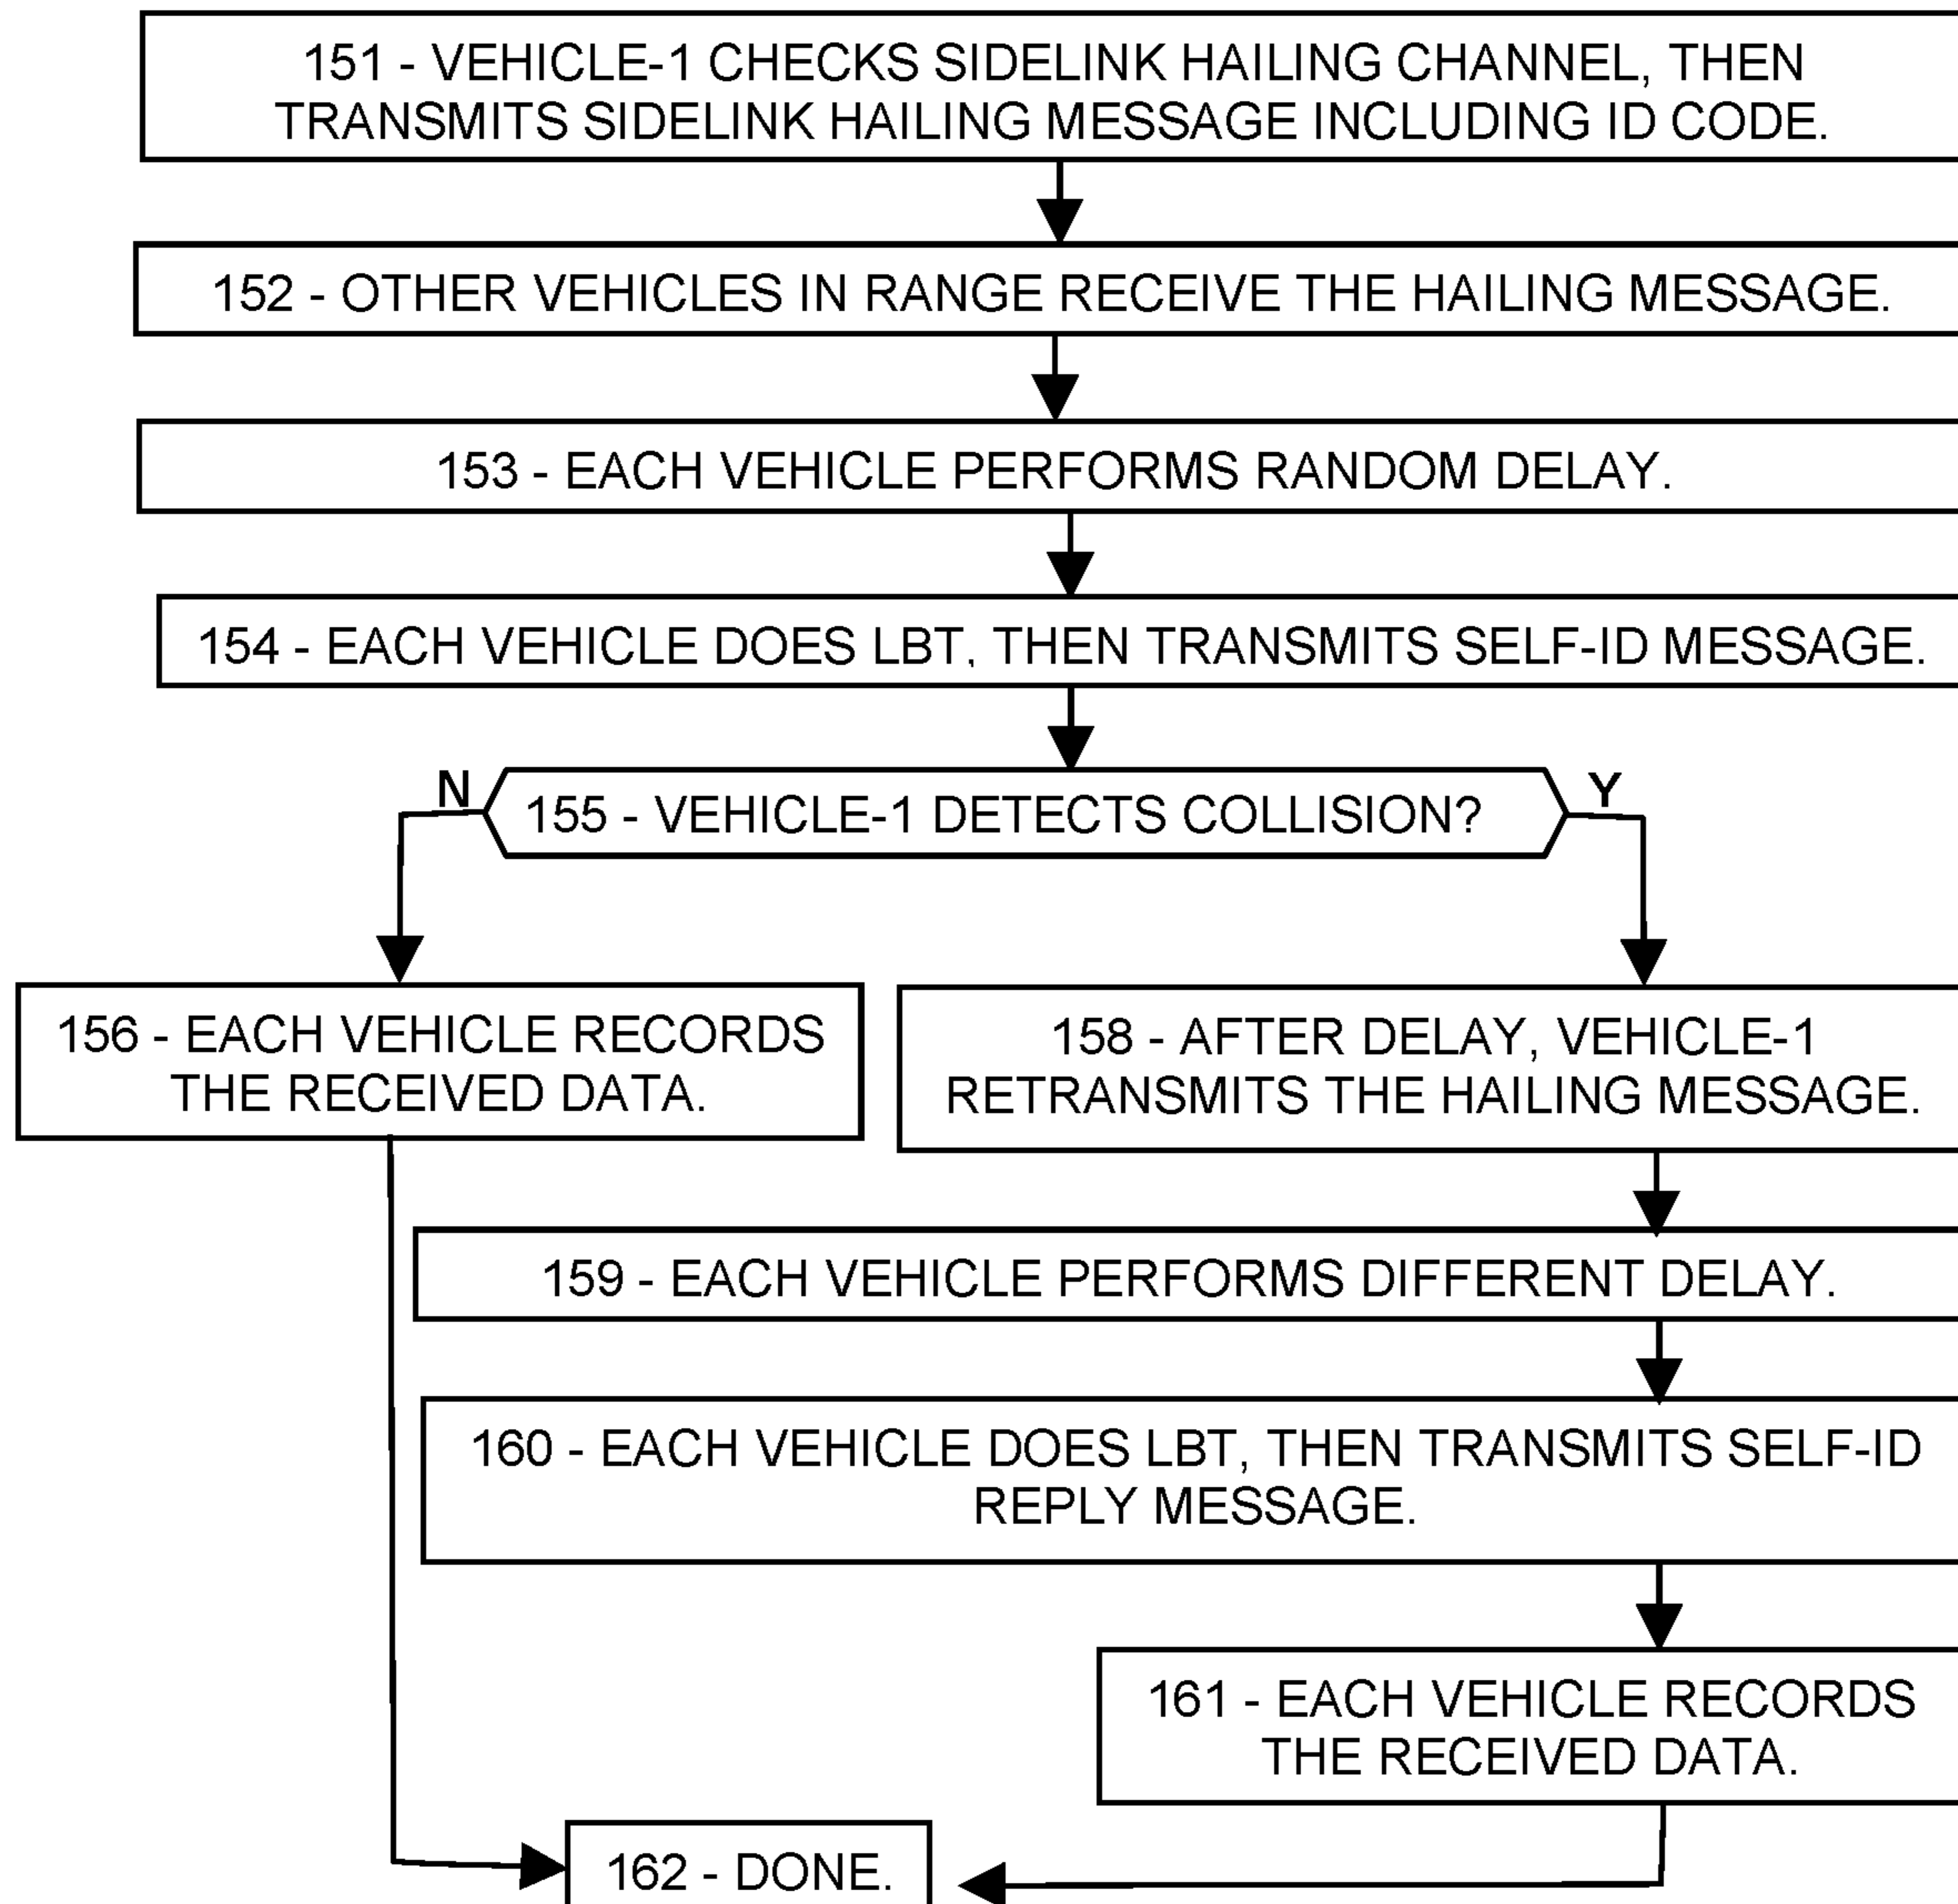 151 - VEHICLE-1 CHECKS SIDELINK HAILING CHANNEL, THEN
TRANSMITS SIDELINK HAILING MESSAGE INCLUDING ID CODE.
152 - OTHER VEHICLES IN RANGE RECEIVE THE HAILING MESSAGE.
153 - EACH VEHICLE PERFORMS RANDOM DELAY.
154 - EACH VEHICLE DOES LBT, THEN TRANSMITS SELF-ID MESSAGE.
N
155 - VEHICLE-1 DETECTS COLLISION?
Y
156 - EACH VEHICLE RECORDS
THE RECEIVED DATA.
158 - AFTER DELAY, VEHICLE-1
RETRANSMITS THE HAILING MESSAGE.
159 - EACH VEHICLE PERFORMS DIFFERENT DELAY.
160 - EACH VEHICLE DOES LBT, THEN TRANSMITS SELF-ID
REPLY MESSAGE.
161 - EACH VEHICLE RECORDS
THE RECEIVED DATA.
162 - DONE.